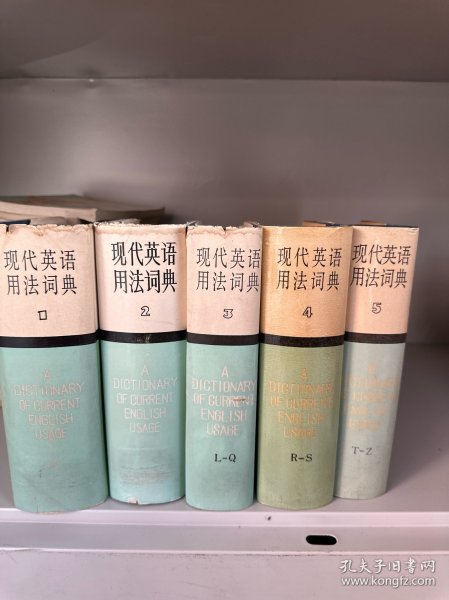 现代英语
用法词典
1
A
DICTIONARY
OF CURRENT
ENGLISH
USAGE
现代英语
用法词典
2
A
DICTIONARY
OF CURRENT
ENGLISH
USAGE
现代英语
用法词典
3
A
DICTIONARY
OF CURRENT
ENGLISH
USAGE
L-Q
现代英语
用法词典
4
A
DICTIONARY
OF CURRENT
ENGLISH
USAGE
R-S
现代英语
用法词典
5
T-Z
孔夫子旧书网
www.kongfz.com